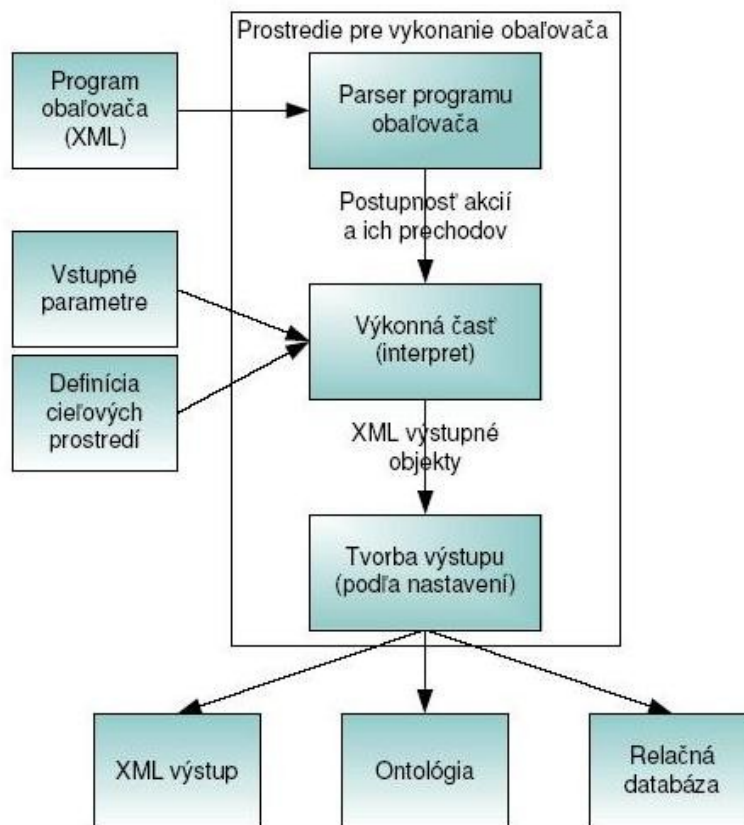 Prostredie pre vykonanie obaľovača
Program
obaľovača
(XML)
Parser programu
obaľovača
Postupnosť akcií
a ich prechodov
Vstupné
parametre
Výkonná časť
(interpret)
Definícia
cieľových
prostredí
XML výstupné
objekty
Tvorba výstupu
(podľa nastavení)
XML výstup
Ontológia
Relačná
databáza